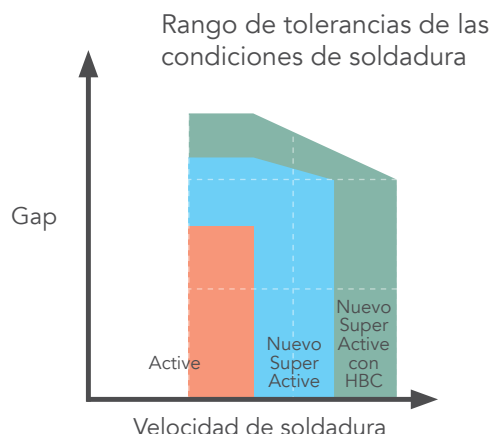 Rango de tolerancias de las
condiciones de soldadura
Gap
Active
Nuevo
Super
Active
Nuevo
Super
Active
con
HBC
Velocidad de soldadura